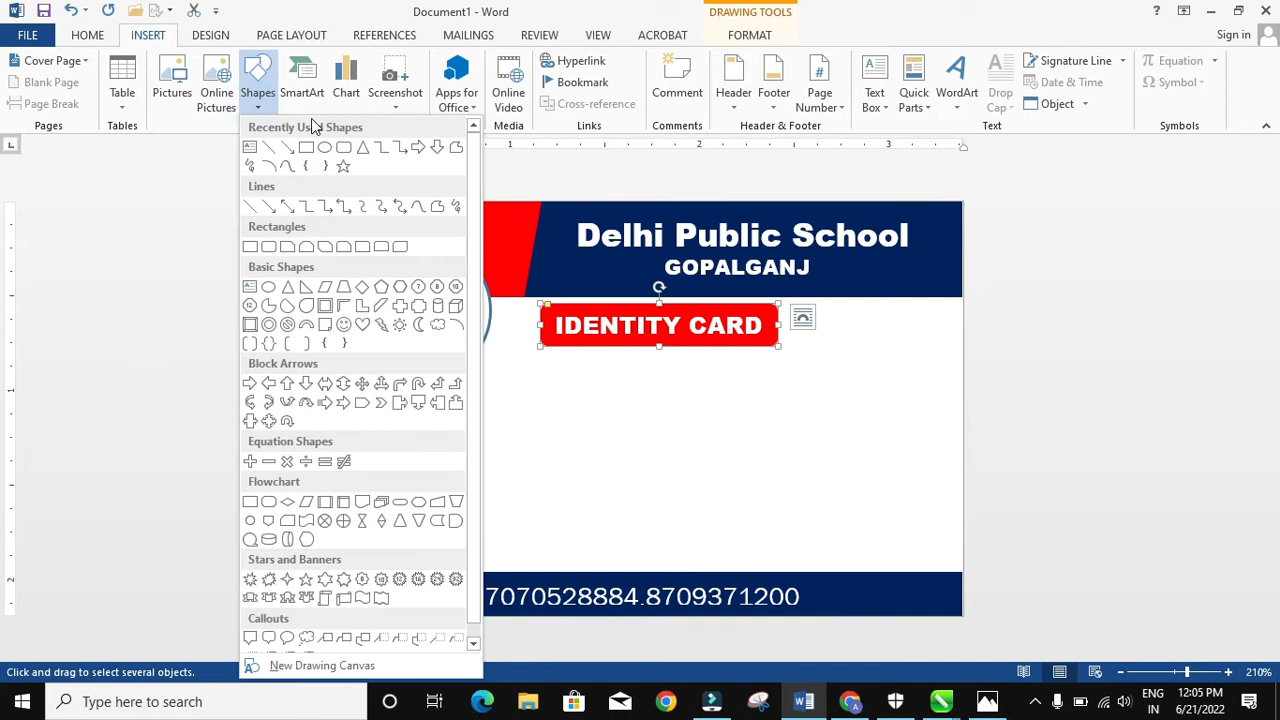 Document1 - Word
DRAWING TOOLS
?
FILE HOME INSERT DESIGN PAGE LAYOUT REFERENCES MAILINGS REVIEW VIEW ACROBAT FORMAT
Sign in
Cover Page
Blank Page
Page Break
Pages
Table
Tables
Pictures
Online
Pictures
Shapes
SmartArt
Chart
Screenshot
Apps for
Office
Online
Video
Media
Hyperlink
Bookmark
Cross-reference
Links
Comment
Comments
Header
Footer
Page
Number
Header & Footer
Text
Box
Quick
Parts
WordArt
Drop
Cap
Signature Line
Date & Time
Object
Text
Equation
Symbol
Symbols
Recently Used Shapes
Lines
Rectangles
Basic Shapes
Block Arrows
Equation Shapes
Flowchart
Stars and Banners
Callouts
New Drawing Canvas
1 2 3
1
2
Delhi Public School
GOPALGANJ
IDENTITY CARD
7070528884,8709371200
Click and drag to select several objects.
210%
Type here to search
ENG
IN
12:05 PM
6/21/2022